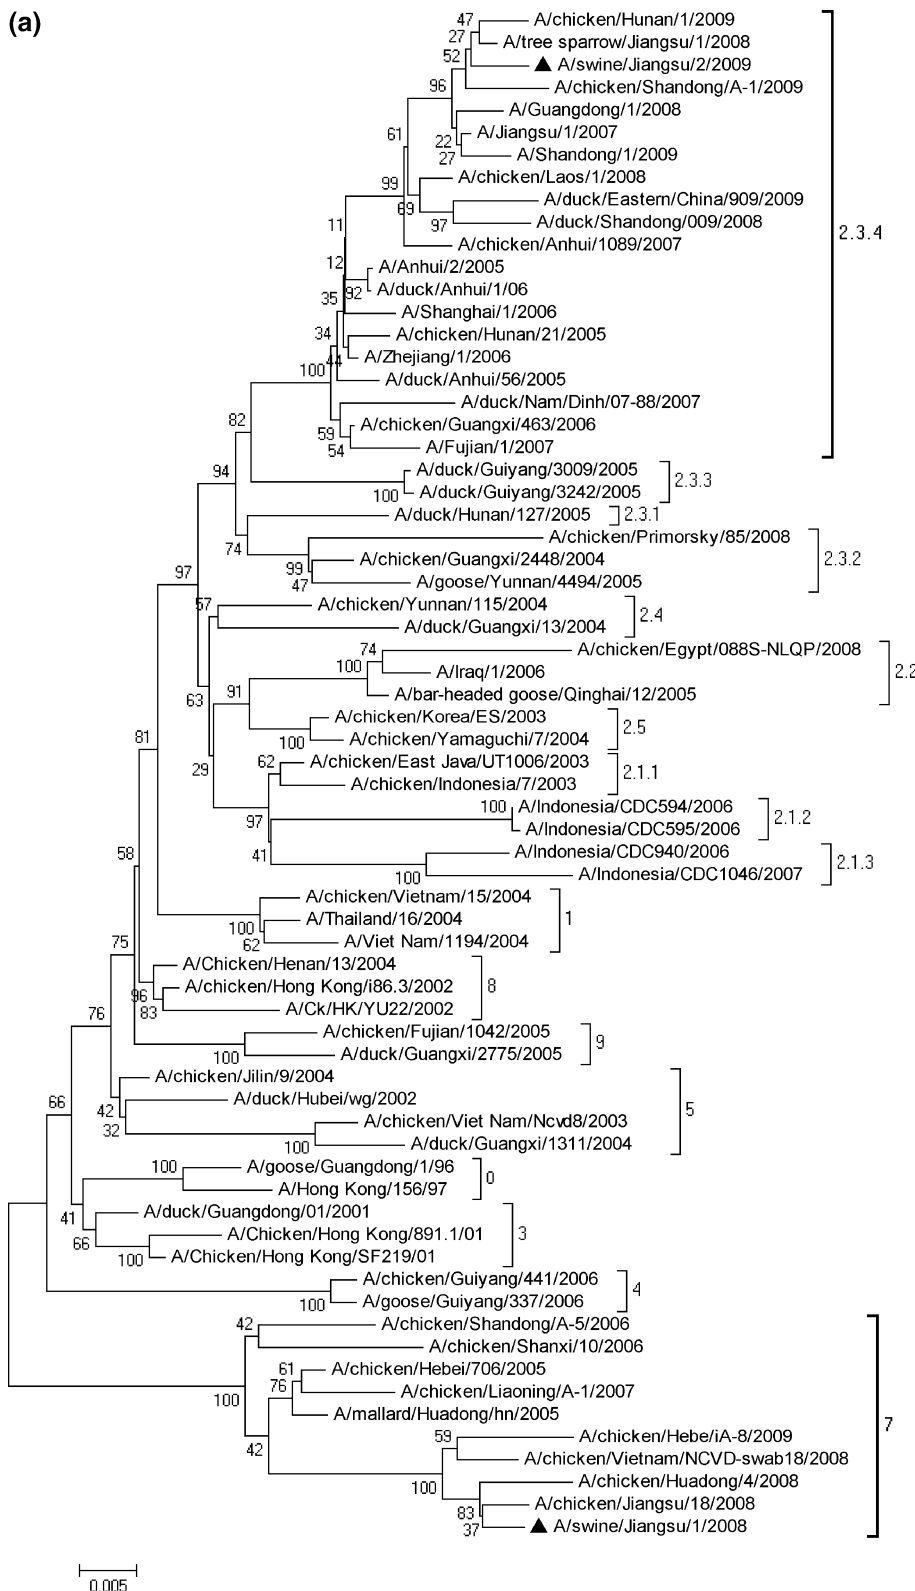 (a)
47
A/chicken/Hunan/1/2009
27
A/tree sparrow/Jiangsu/1/2008
52
A/swine/Jiangsu/2/2009
96
A/chicken/Shandong/A-1/2009
A/Guangdong/1/2008
61
22
A/Jiangsu/1/2007
27
A/Shandong/1/2009
99
A/chicken/Laos/1/2008
69
A/duck/Eastern/China/909/2009
97
A/duck/Shandong/009/2008
11
2.3.4
A/chicken/Anhui/1089/2007
12
A/Anhui/2/2005
92
A/duck/Anhui/1/06
35
A/Shanghai/1/2006
34
A/chicken/Hunan/21/2005
44
A/Zhejiang/1/2006
100
A/duck/Anhui/56/2005
A/duck/Nam/Dinh/07-88/2007
82
59
A/chicken/Guangxi/463/2006
54
A/Fujian/1/2007
94
A/duck/Guiyang/3009/2005
2.3.3
100
A/duck/Guiyang/3242/2005
A/duck/Hunan/127/2005
2.3.1
74
A/chicken/Primorsky/85/2008
99
A/chicken/Guangxi/2448/2004
2.3.2
97
47
A/goose/Yunnan/4494/2005
57
A/chicken/Yunnan/115/2004
2.4
A/duck/Guangxi/13/2004
74
A/chicken/Egypt/088S-NLQP/2008
100
A/Iraq/1/2006
2.2
63
91
A/bar-headed goose/Qinghai/12/2005
A/chicken/Korea/ES/2003
2.5
81
100
A/chicken/Yamaguchi/7/2004
29
62
A/chicken/East Java/UT1006/2003
2.1.1
A/chicken/Indonesia/7/2003
97
100
A/Indonesia/CDC594/2006
2.1.2
A/Indonesia/CDC595/2006
58
41
A/Indonesia/CDC940/2006
2.1.3
100
A/Indonesia/CDC1046/2007
A/chicken/Vietnam/15/2004
100
A/Thailand/16/2004
1
75
62
A/Viet Nam/1194/2004
A/Chicken/Henan/13/2004
96
A/chicken/Hong Kong/i86.3/2002
8
83
A/Ck/HK/YU22/2002
76
A/chicken/Fujian/1042/2005
9
100
A/duck/Guangxi/2775/2005
A/chicken/Jilin/9/2004
66
42
A/duck/Hubei/wg/2002
5
32
A/chicken/Viet Nam/Ncvd8/2003
100
A/duck/Guangxi/1311/2004
100
A/goose/Guangdong/1/96
0
A/Hong Kong/156/97
41
A/duck/Guangdong/01/2001
66
A/Chicken/Hong Kong/891.1/01
3
100
A/Chicken/Hong Kong/SF219/01
A/chicken/Guiyang/441/2006
4
100
A/goose/Guiyang/337/2006
42
A/chicken/Shandong/A-5/2006
A/chicken/Shanxi/10/2006
61
A/chicken/Hebei/706/2005
76
A/chicken/Liaoning/A-1/2007
100
A/mallard/Huadong/hn/2005
7
42
59
A/chicken/Hebe/iA-8/2009
A/chicken/Vietnam/NCVD-swab18/2008
100
A/chicken/Huadong/4/2008
83
A/chicken/Jiangsu/18/2008
37
A/swine/Jiangsu/1/2008
0.005